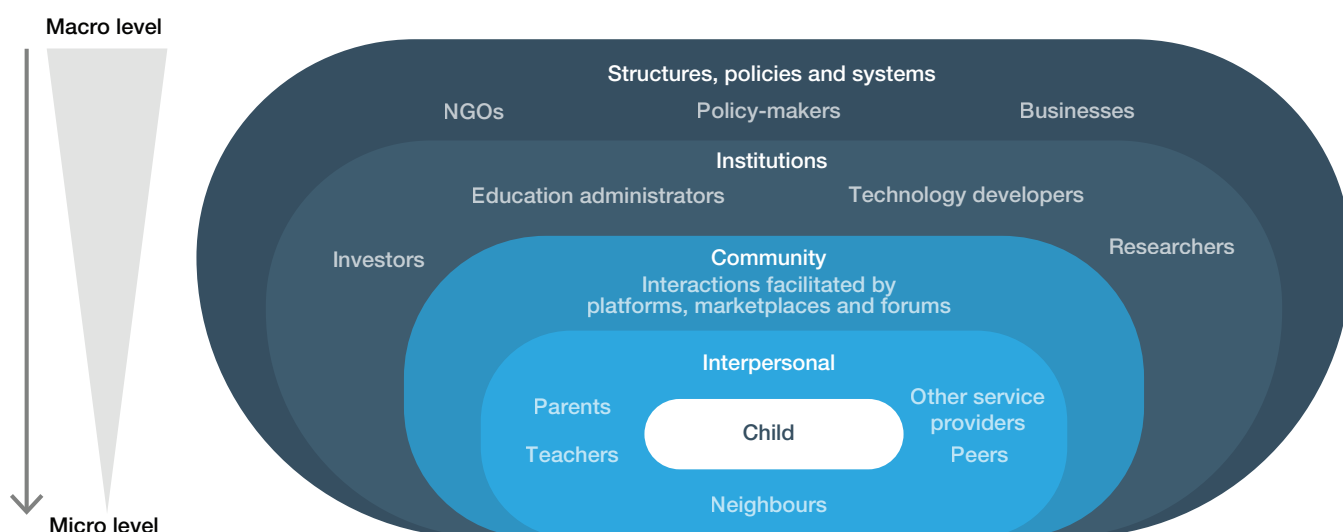 Macro level
Structures, policies and systems
NGOs
Policy-makers
Businesses
Institutions
Education administrators
Technology developers
Investors
Researchers
Community
Interactions facilitated by
platforms, marketplaces and forums
Interpersonal
Parents
Other service
providers
Child
Teachers
Peers
Neighbours
Micro level